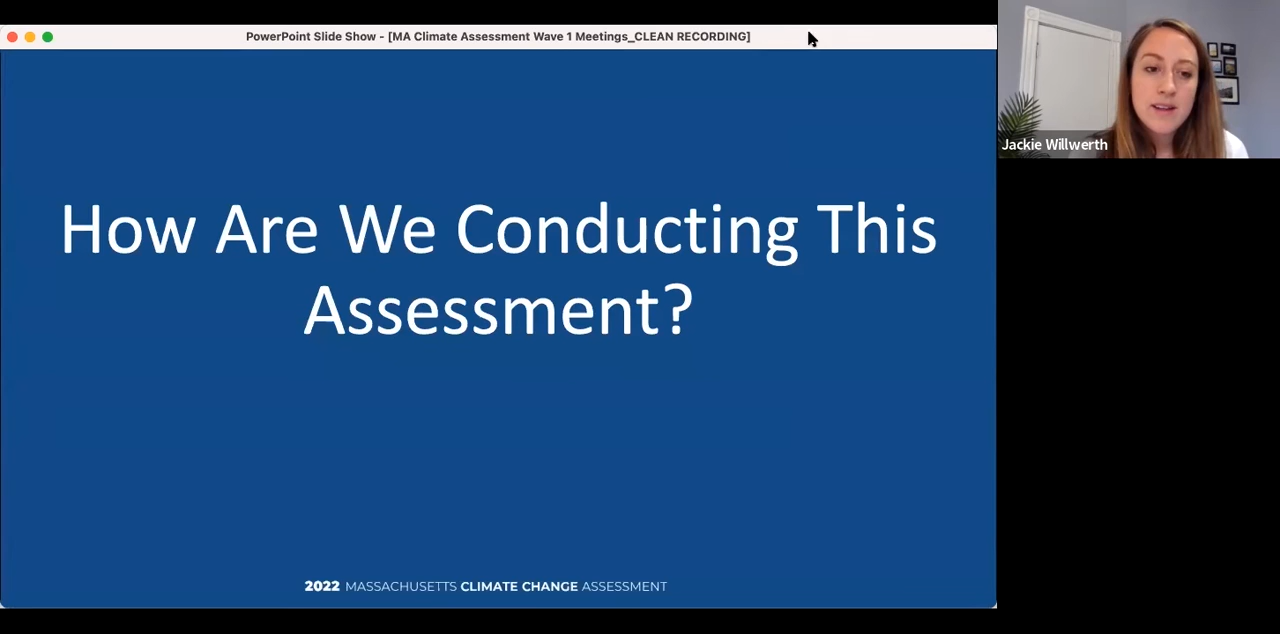 PowerPoint Slide Show - [MA Climate Assessment Wave 1 Meetings_CLEAN RECORDING]
Jackie Willwerth
How Are We Conducting This
Assessment?
2022 MASSACHUSETTS CLIMATE CHANGE ASSESSMENT